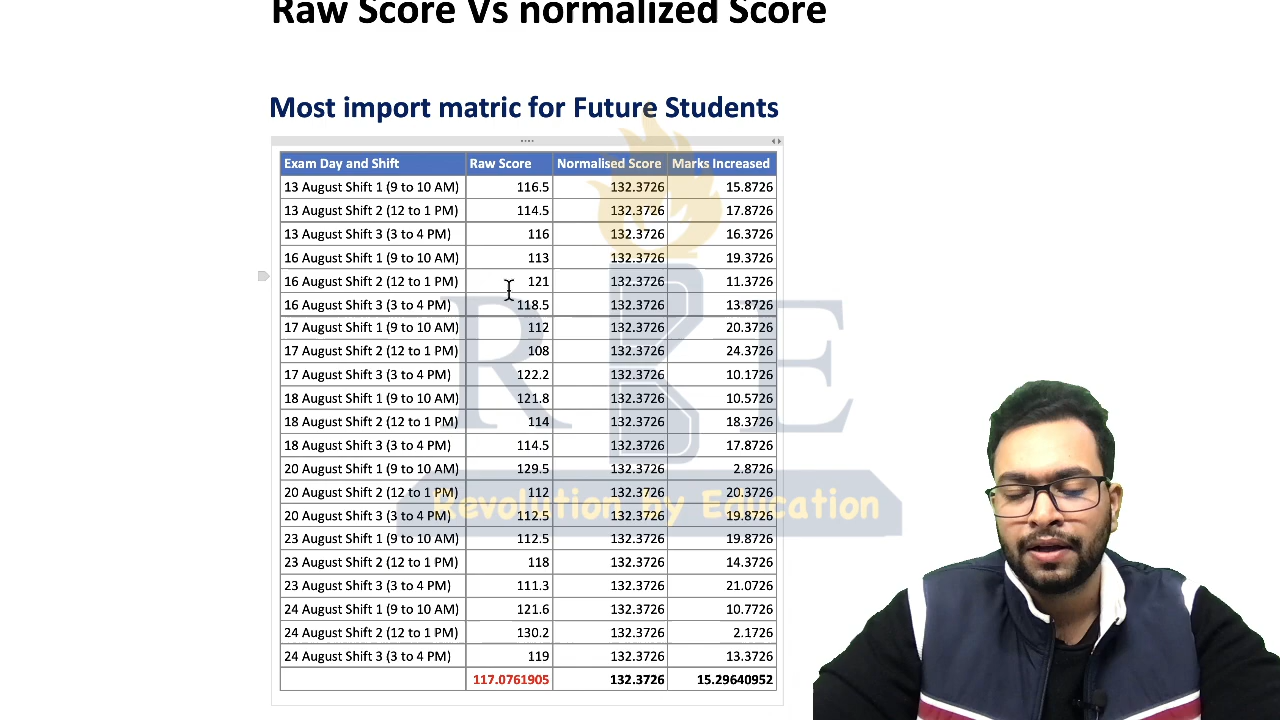 Raw Score Vs normalized Score
Most import matric for Future Students
Exam Day and Shift Raw Score Normalised Score Marks Increased
13 August Shift 1 (9 to 10 AM) 116.5 132.3726 15.8726
13 August Shift 2 (12 to 1 PM) 114.5 132.3726 17.8726
13 August Shift 3 (3 to 4 PM) 116 132.3726 16.3726
16 August Shift 1 (9 to 10 AM) 113 132.3726 19.3726
16 August Shift 2 (12 to 1 PM) 121 132.3726 11.3726
16 August Shift 3 (3 to 4 PM) 118.5 132.3726 13.8726
17 August Shift 1 (9 to 10 AM) 112 132.3726 20.3726
17 August Shift 2 (12 to 1 PM) 108 132.3726 24.3726
17 August Shift 3 (3 to 4 PM) 122.2 132.3726 10.1726
18 August Shift 1 (9 to 10 AM) 121.8 132.3726 10.5726
18 August Shift 2 (12 to 1 PM) 114 132.3726 18.3726
18 August Shift 3 (3 to 4 PM) 114.5 132.3726 17.8726
20 August Shift 1 (9 to 10 AM) 129.5 132.3726 2.8726
20 August Shift 2 (12 to 1 PM) 112 132.3726 20.3726
20 August Shift 3 (3 to 4 PM) 112.5 132.3726 19.8726
23 August Shift 1 (9 to 10 AM) 112.5 132.3726 19.8726
23 August Shift 2 (12 to 1 PM) 118 132.3726 14.3726
23 August Shift 3 (3 to 4 PM) 111.3 132.3726 21.0726
24 August Shift 1 (9 to 10 AM) 121.6 132.3726 10.7726
24 August Shift 2 (12 to 1 PM) 130.2 132.3726 2.1726
24 August Shift 3 (3 to 4 PM) 119 132.3726 13.3726
117.0761905 132.3726 15.29640952
RBE
Revolution by Education